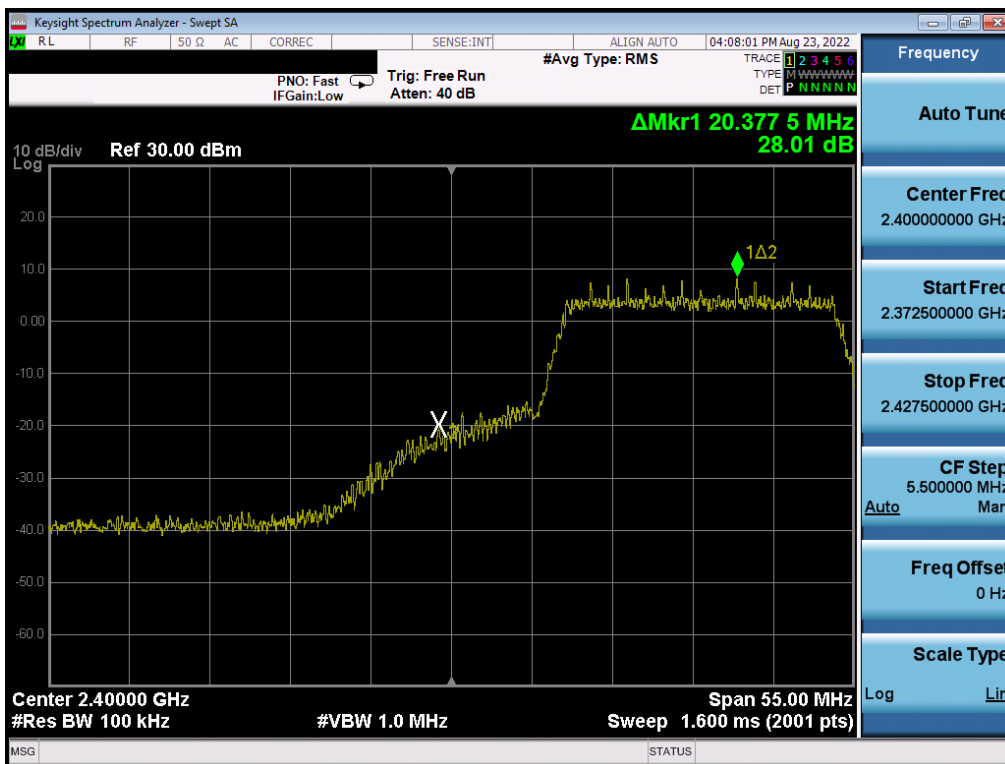 Keysight Spectrum Analyzer - Swept SA
LXI RL RF 50 Ω AC CORREC SENSE:INT ALIGN AUTO 04:08:01 PM Aug 23, 2022
#Avg Type: RMS
TRACE 1 2 3 4 5 6
PNO: Fast Trig: Free Run TYPE M W W W W W
IFGain:Low Atten: 40 dB DET P N N N N N
ΔMkr1 20.377 5 MHz
28.01 dB
10 dB/div Ref 30.00 dBm
Log
20.0
10.0
0.00
-10.0
-20.0
-30.0
-40.0
-50.0
-60.0
1Δ2
X2
Center 2.40000 GHz Span 55.00 MHz
#Res BW 100 kHz #VBW 1.0 MHz Sweep 1.600 ms (2001 pts)
MSG STATUS
Frequency
Auto Tune
Center Freq
2.400000000 GHz
Start Freq
2.372500000 GHz
Stop Freq
2.427500000 GHz
CF Step
5.500000 MHz
Auto Man
Freq Offset
0 Hz
Scale Type
Log Lin